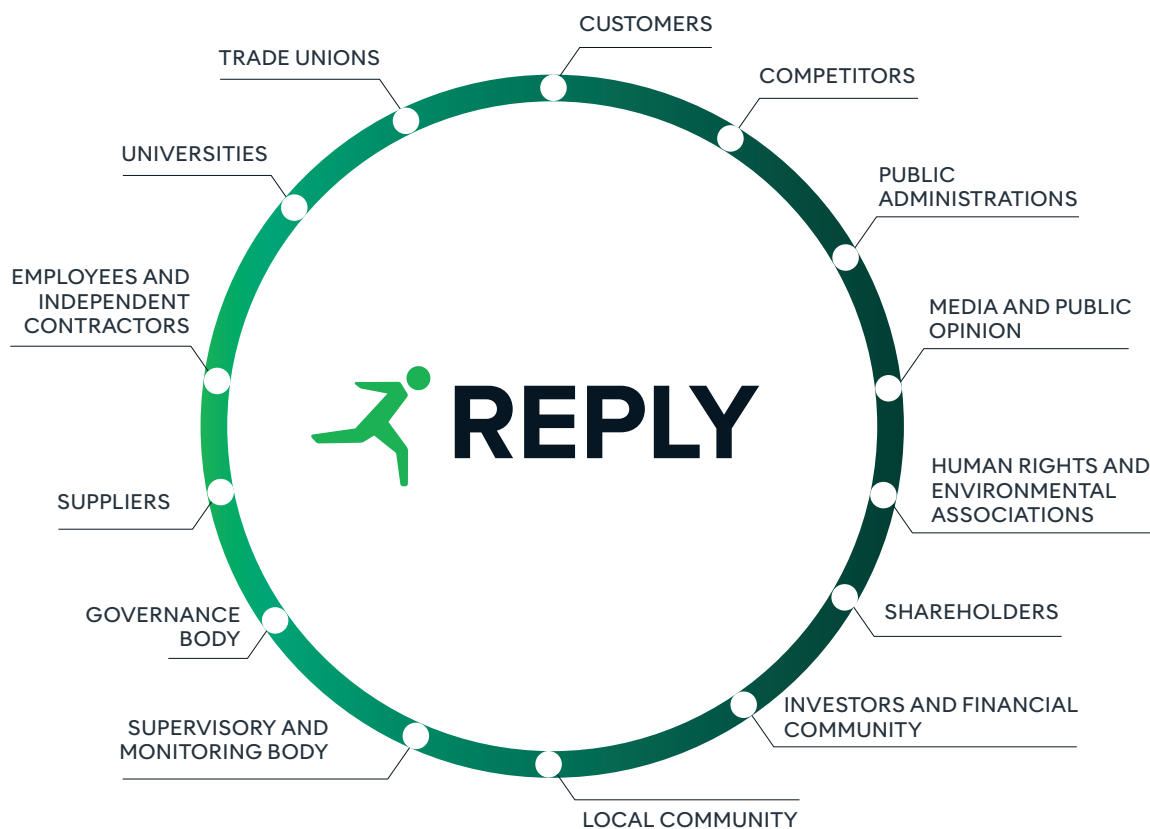 CUSTOMERS
TRADE UNIONS
COMPETITORS
UNIVERSITIES
PUBLIC
ADMINISTRATIONS
EMPLOYEES AND
INDEPENDENT
CONTRACTORS
MEDIA AND PUBLIC
OPINION
REPLY
HUMAN RIGHTS AND
ENVIRONMENTAL
ASSOCIATIONS
SUPPLIERS
GOVERNANCE
BODY
SHAREHOLDERS
SUPERVISORY AND
MONITORING BODY
INVESTORS AND FINANCIAL
COMMUNITY
LOCAL COMMUNITY